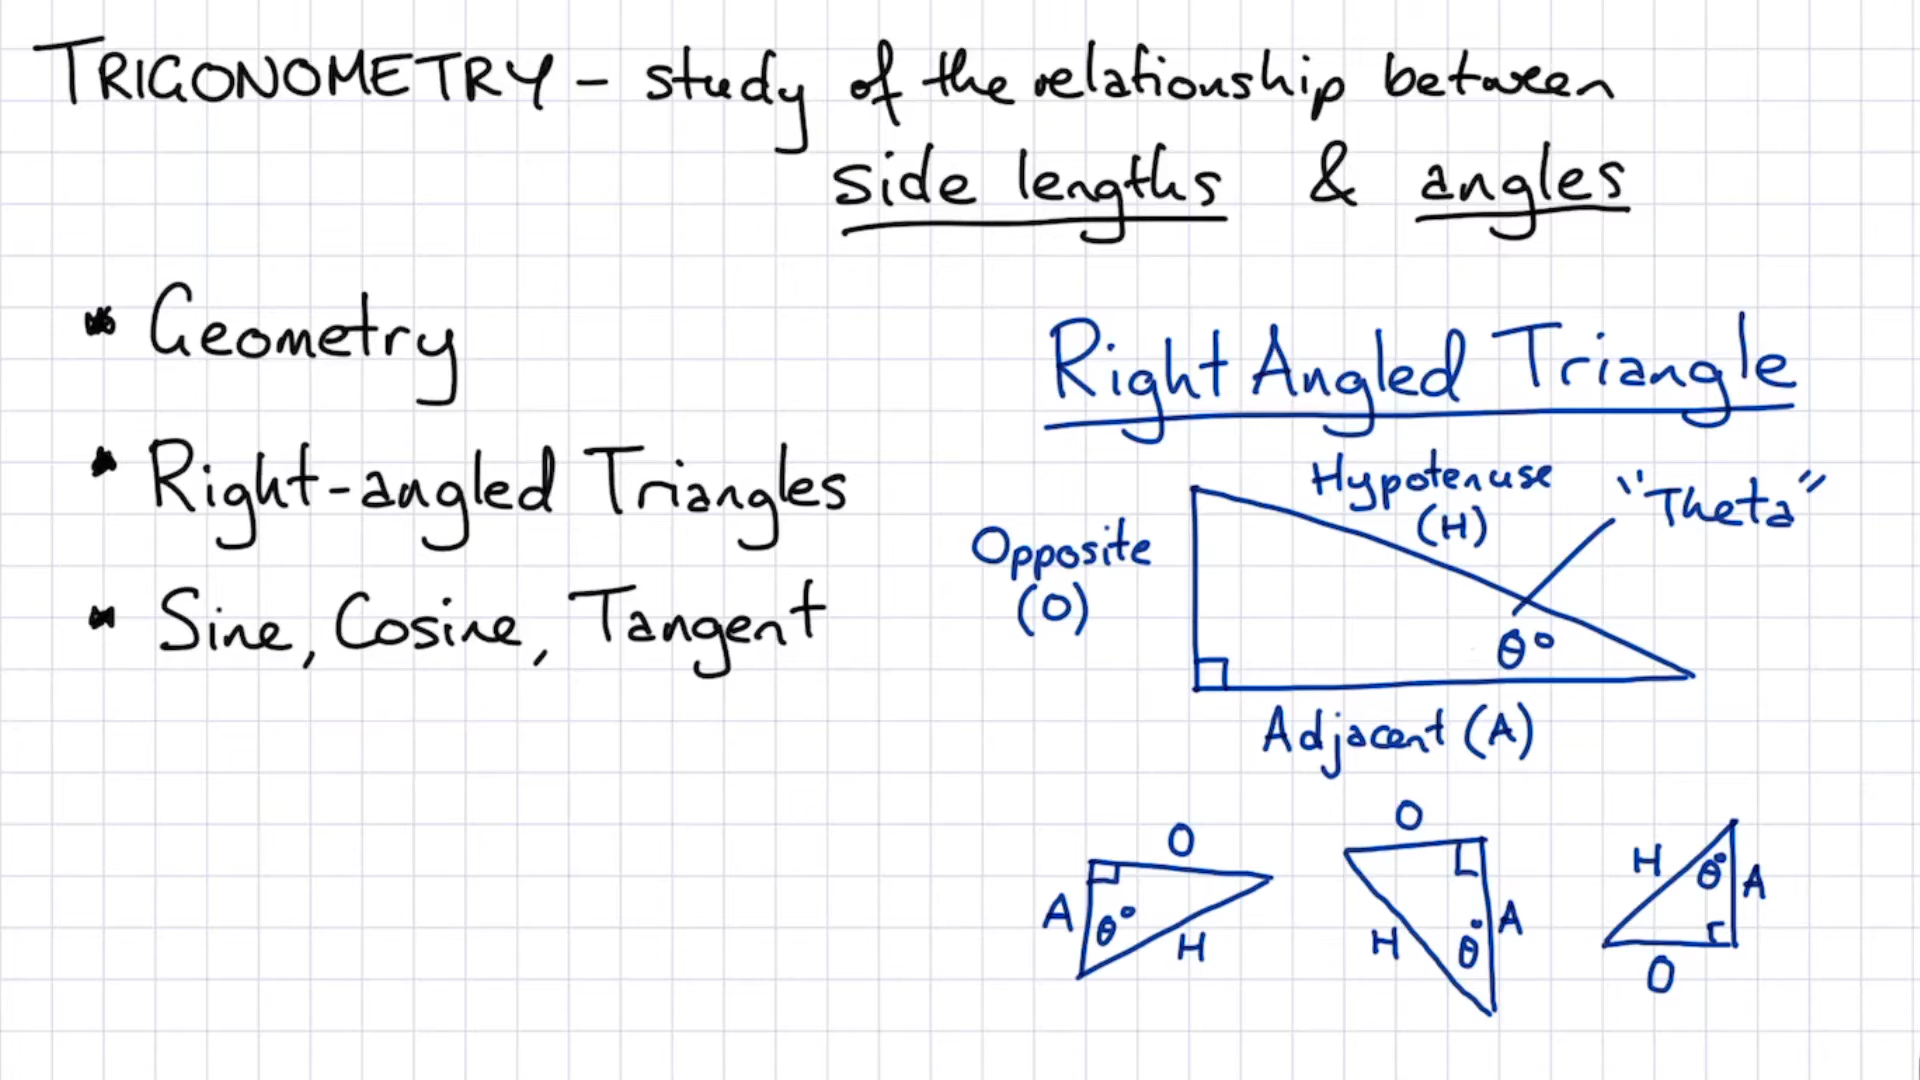 TRIGONOMETRY - study of the relationship between
side lengths & angles
• Geometry
• Right-angled Triangles
• Sine, Cosine, Tangent
Right Angled Triangle
Hypotenuse
(H)
"Theta"
Opposite
(O)
θ°
Adjacent (A)
O
A
θ°
H
O
A
H
θ°
H
θ°
A
O